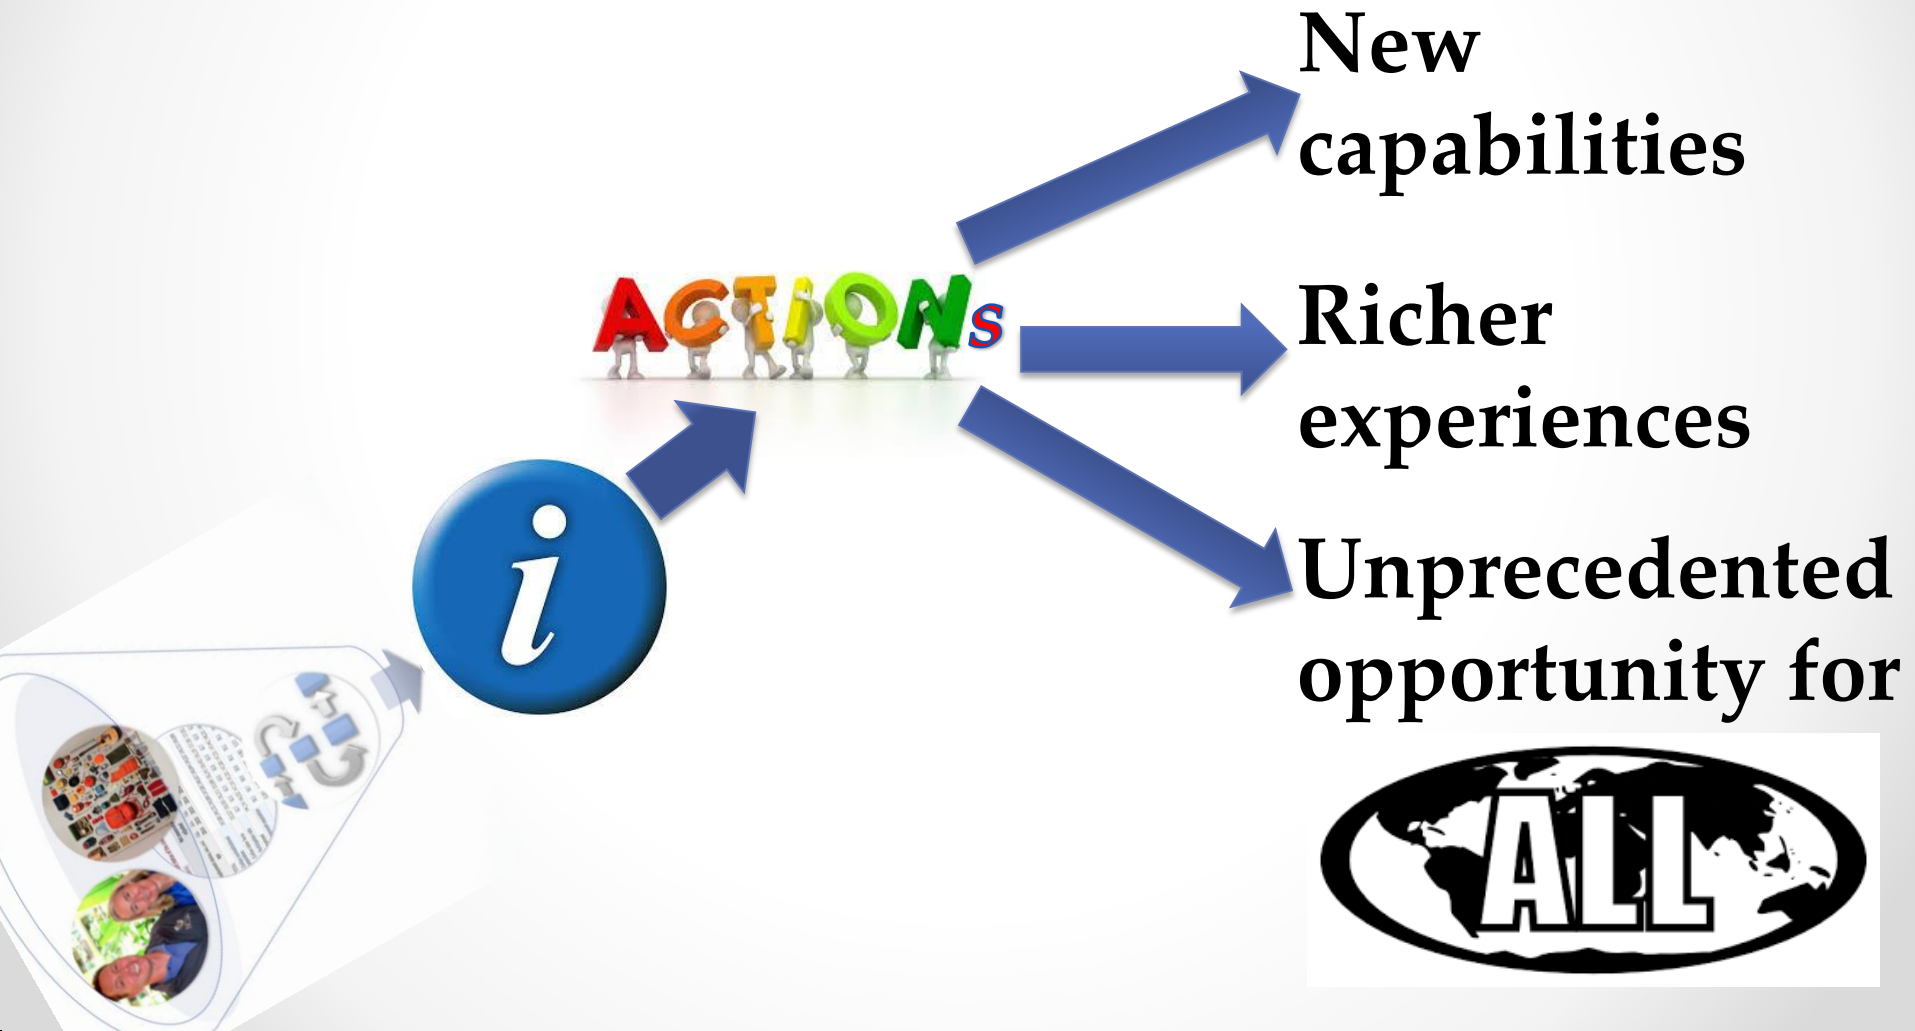 New
capabilities
ACTIONs
Richer
experiences
i
Unprecedented
opportunity for
ALL